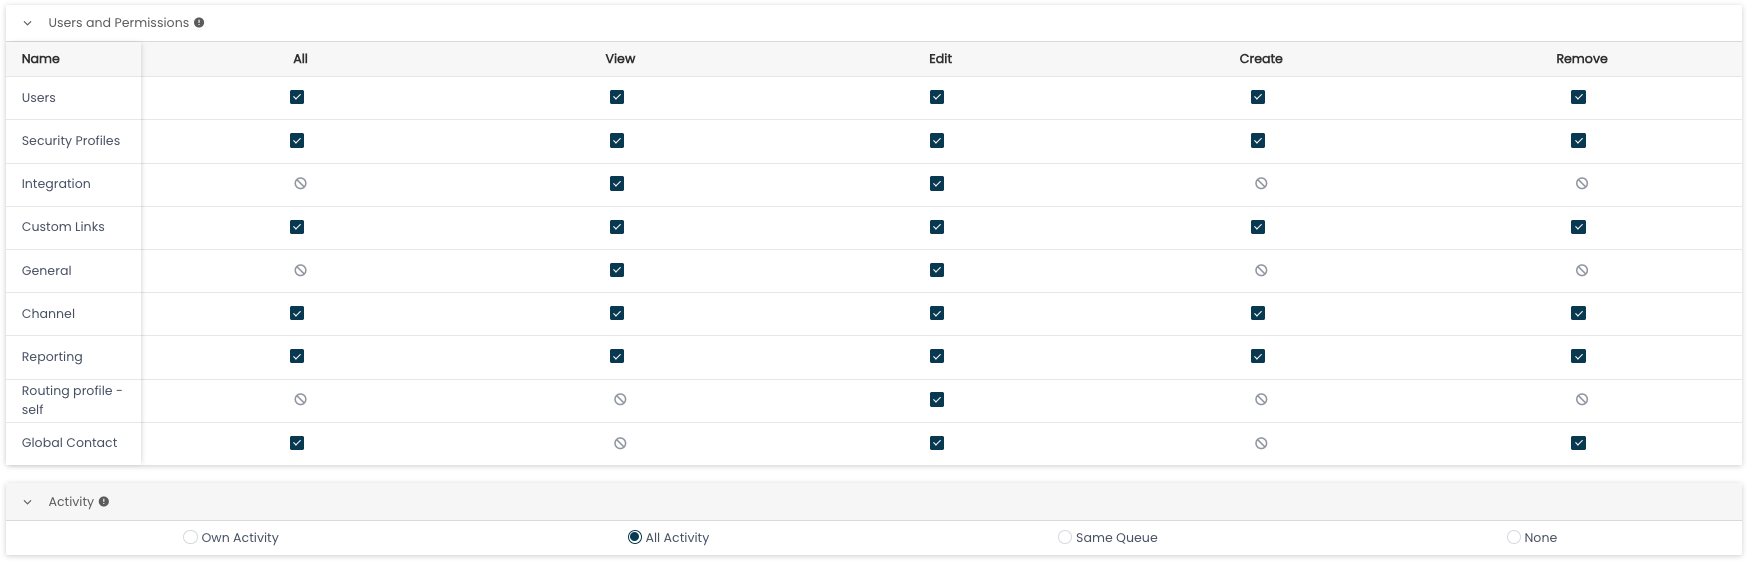 Users and Permissions
Name All View Edit Create Remove
Users
Security Profiles
Integration
Custom Links
General
Channel
Reporting
Routing profile -
self
Global Contact
Activity
Own Activity All Activity Same Queue None